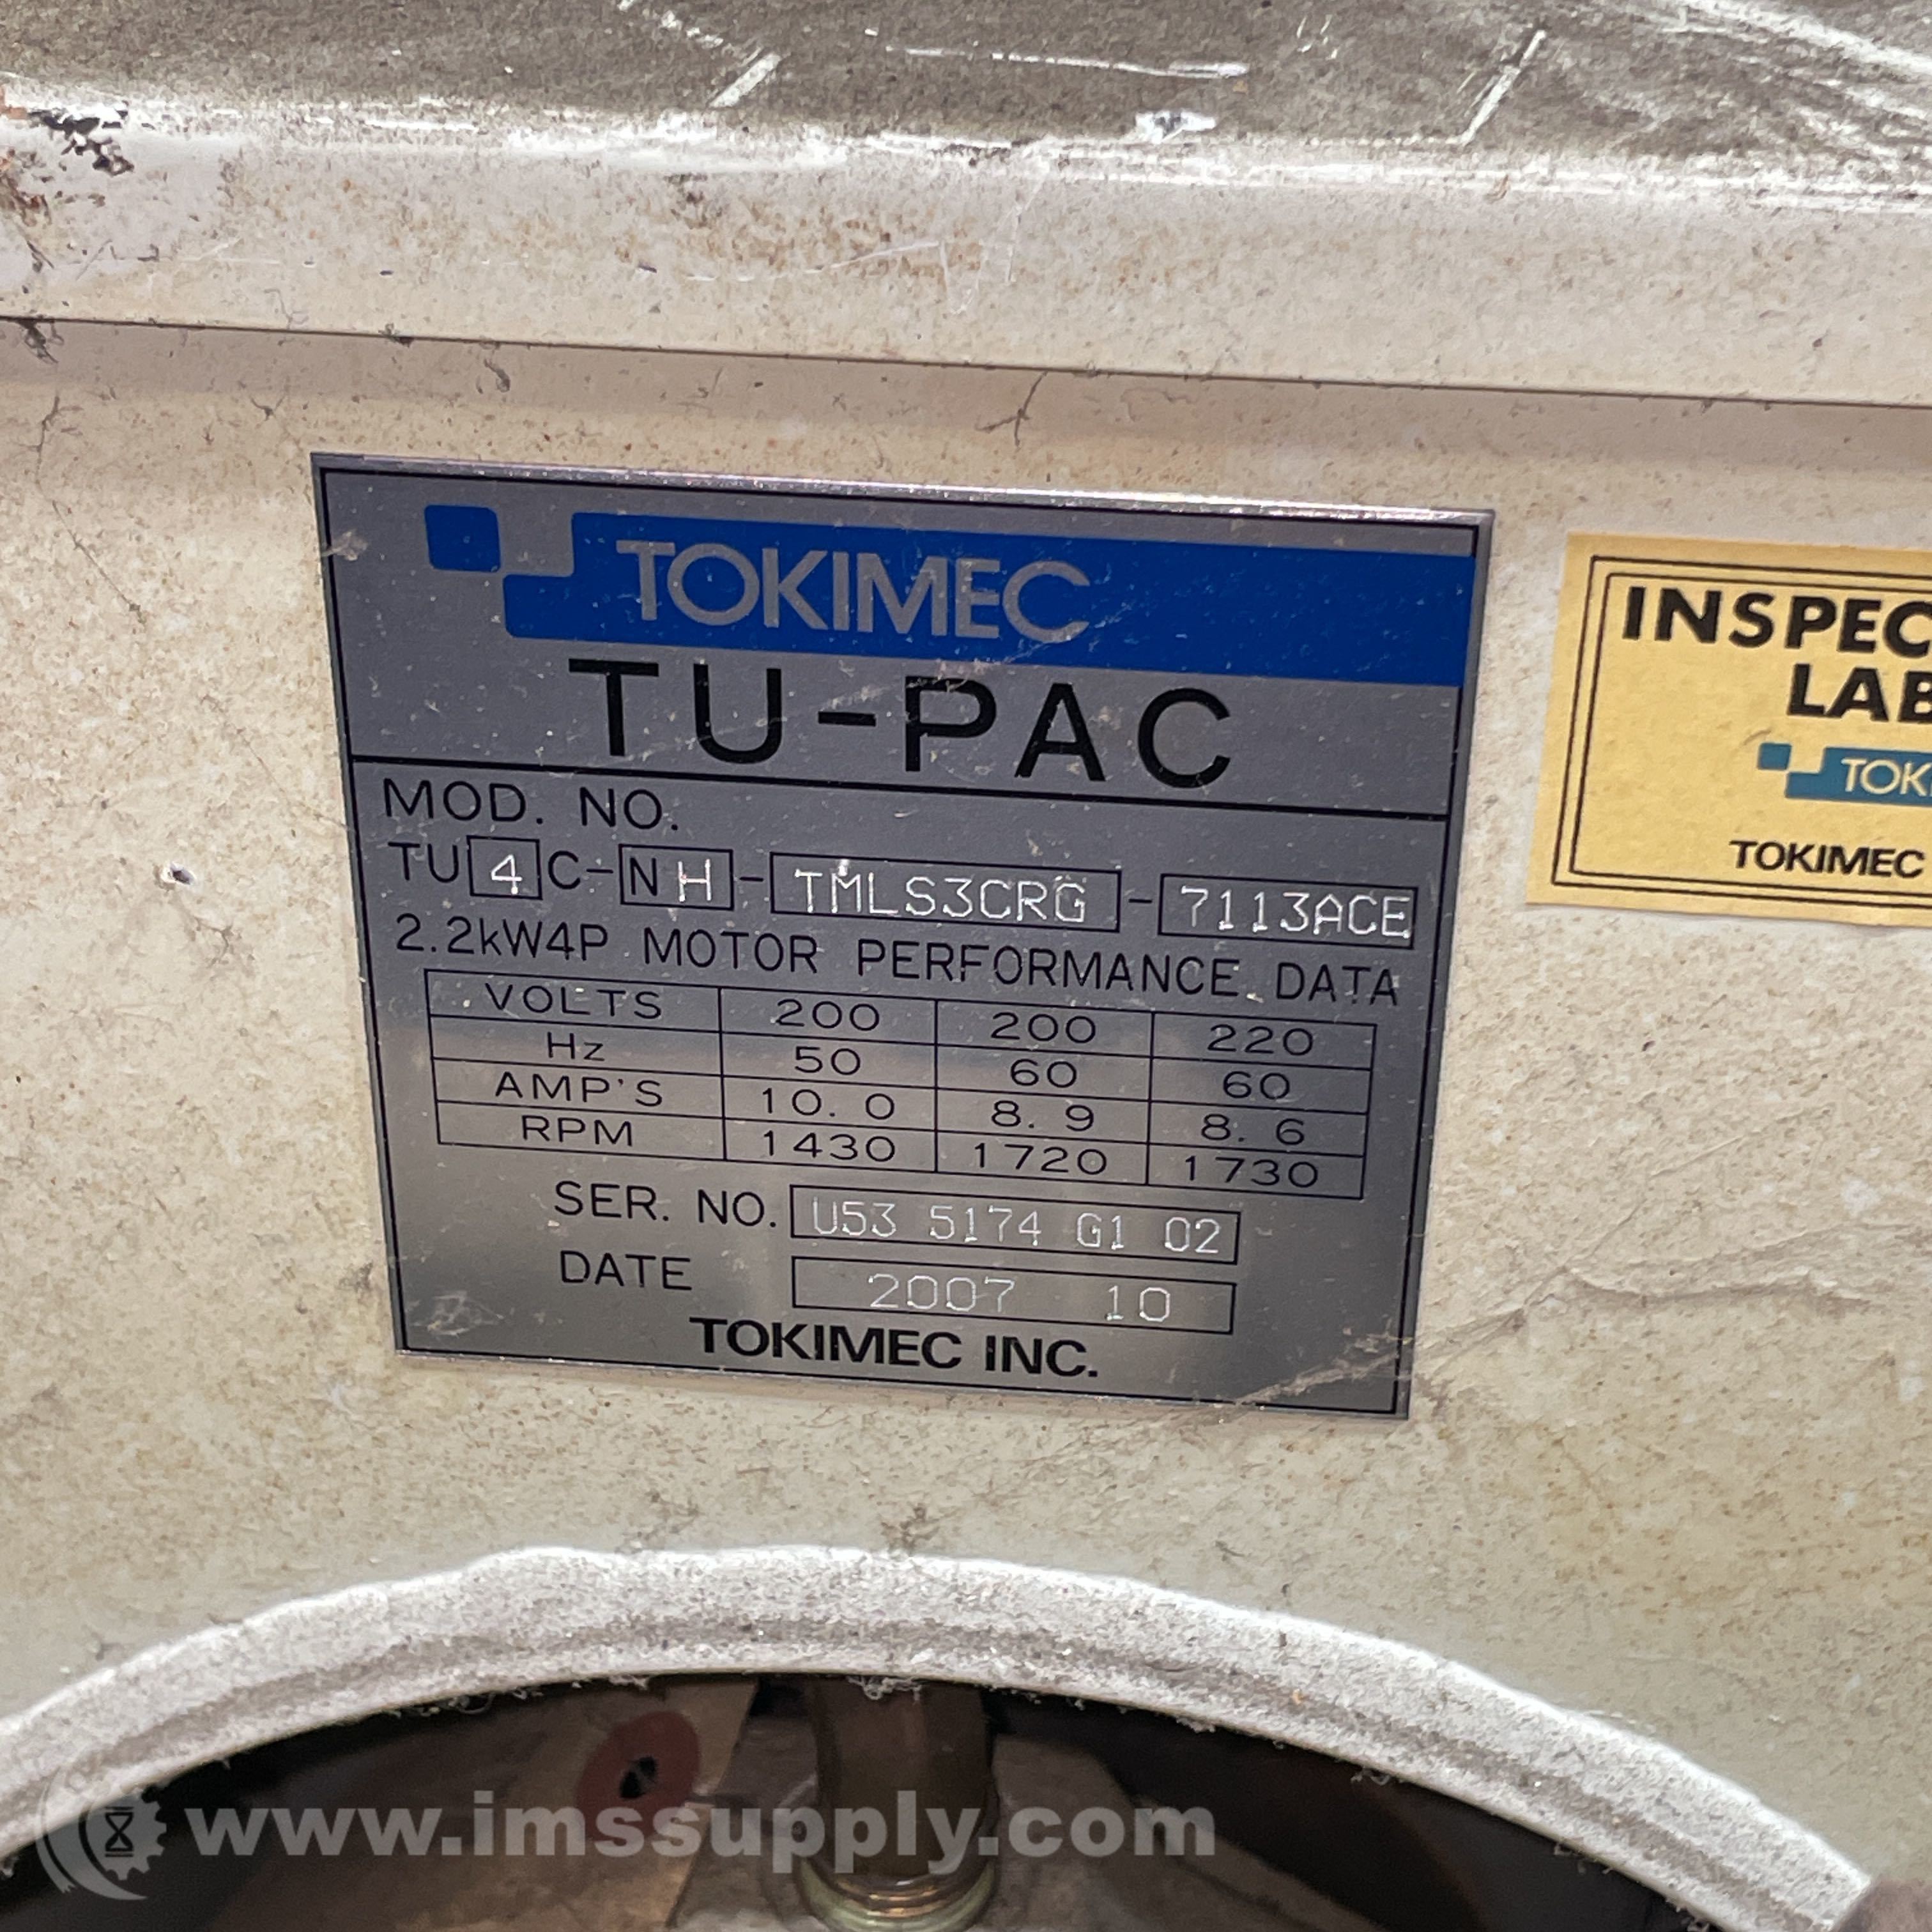 TOKIMEC
TU-PAC
MOD. NO.
TU 4 C-NH-TMLS3CRG-7113ACE
2.2kW4P MOTOR PERFORMANCE DATA
VOLTS 200 200 220
Hz 50 60 60
AMP'S 10.0 8.9 8.6
RPM 1430 1720 1730
SER. NO. U53 5174 G1 02
DATE 2007 10
TOKIMEC INC.
INSPEC
LAB
TOKI
TOKIMEC
www.imssupply.com